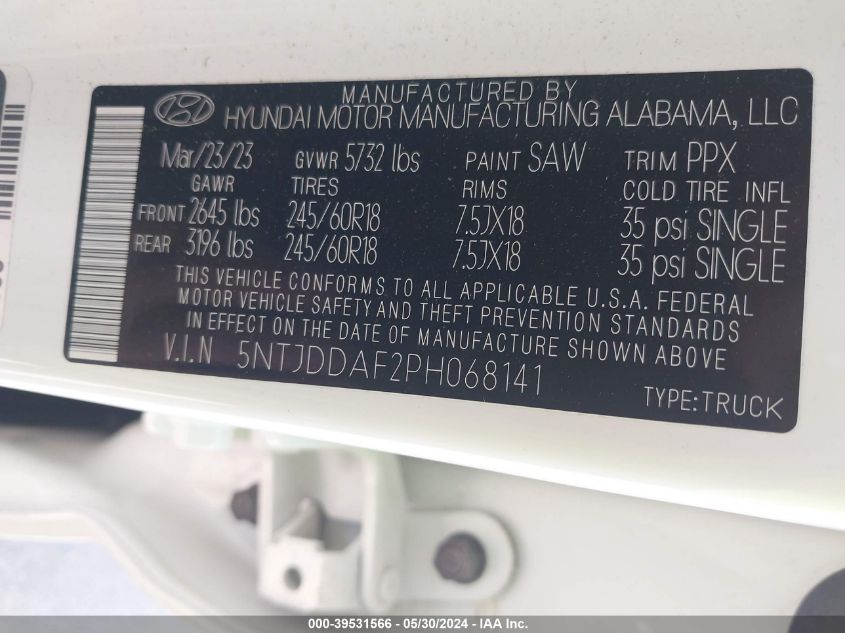 MANUFACTURED BY
HYUNDAI MOTOR MANUFACTURING ALABAMA, LLC
Mar/23/23 GVWR 5732 lbs PAINT SAW TRIM PPX
GAWR TIRES RIMS COLD TIRE INFL
FRONT 2645 lbs 245/60R18 7.5JX18 35 psi SINGLE
REAR 3196 lbs 245/60R18 7.5JX18 35 psi SINGLE
THIS VEHICLE CONFORMS TO ALL APPLICABLE U.S.A. FEDERAL
MOTOR VEHICLE SAFETY AND THEFT PREVENTION STANDARDS
IN EFFECT ON THE DATE OF MANUFACTURE SHOWN ABOVE
V.I.N 5NTJDDAF2PH068141
TYPE:TRUCK
000-39531566 - 05/30/2024 - IAA Inc.